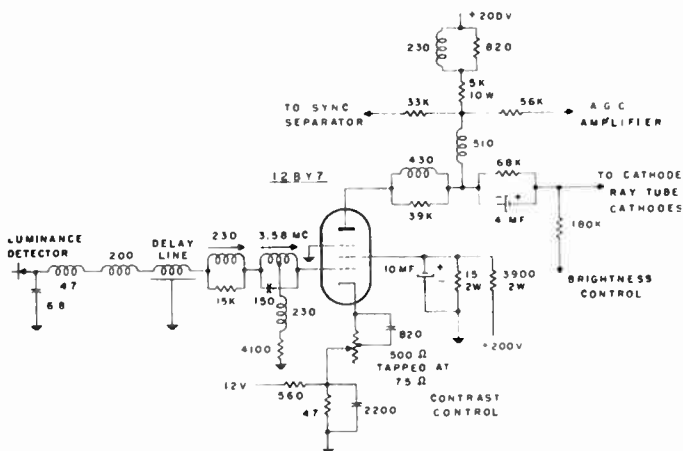 +200V
230
820
5K
10W
33K
56K
TO SYNC
SEPARATOR
AGC
AMPLIFIER
510
430
68K
12BY7
39K
4 MF
TO CATHODE
RAY TUBE
CATHODES
180K
LUMINANCE
DETECTOR
200
DELAY
LINE
230
3.58 MC
47
68
15K
150
230
10MF
15
2W
3900
2W
BRIGHTNESS
CONTROL
+200V
4100
820
500 Ω
TAPPED AT
75 Ω
12V
560
CONTRAST
CONTROL
47
2200